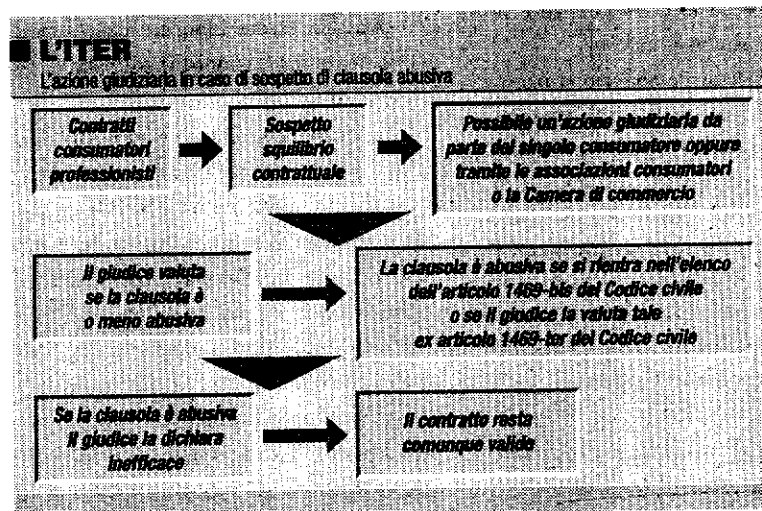 L'ITER
L'azione giudiziaria in caso di sospetto di clausola abusiva
Contratti
consumatori
professionisti
Sospetto
squilibrio
contrattuale
Possibile un'azione giudiziaria da
parte del singolo consumatore oppure
tramite le associazioni consumatori
o la Camera di commercio
Il giudice valuta
se la clausola è
o meno abusiva
La clausola è abusiva se si rientra nell'elenco
dell'articolo 1469-bis del Codice civile
o se il giudice la valuta tale
ex articolo 1469-ter del Codice civile
Se la clausola è abusiva
il giudice la dichiara
inefficace
Il contratto resta
comunque valido